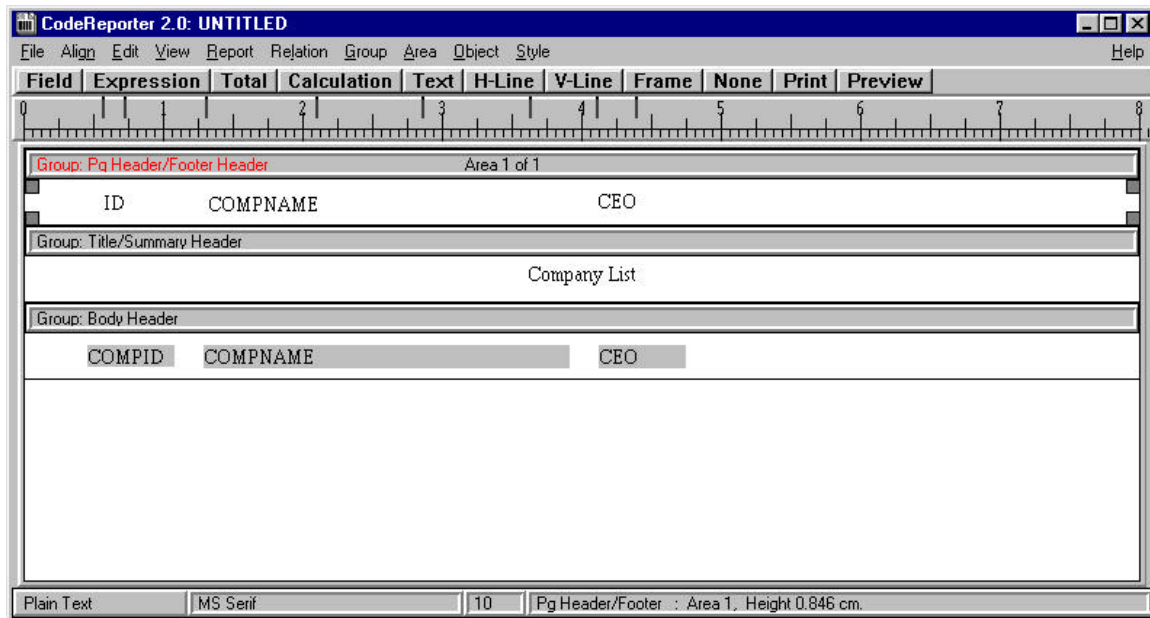 CodeReporter 2.0: UNTITLED
File Align Edit View Report Relation Group Area Object Style Help
Field Expression Total Calculation Text H-Line V-Line Frame None Print Preview
0 1 2 3 4 5 6 7 8
Group: Pg Header/Footer Header Area 1 of 1
ID COMPNAME CEO
Group: Title/Summary Header
Company List
Group: Body Header
COMPID COMPNAME CEO
Plain Text MS Serif 10 Pg Header/Footer : Area 1, Height 0.846 cm.